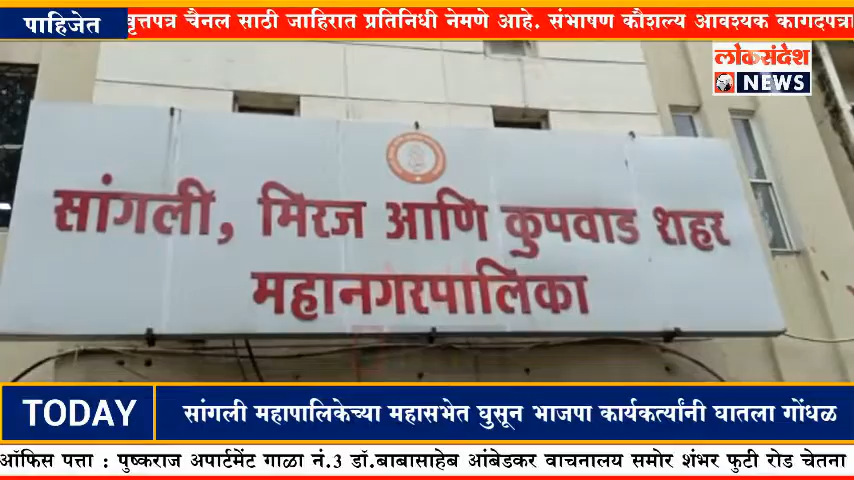 पाहिजेत
वृत्तपत्र चैनल साठी जाहिरात प्रतिनिधी नेमणे आहे. संभाषण कौशल्य आवश्यक कागदपत्रा
लोकसंदेश
NEWS
सांगली, मिरज आणि कुपवाड शहर
महानगरपालिका
TODAY
सांगली महापालिकेच्या महासभेत घुसून भाजपा कार्यकर्त्यांनी घातला गोंधळ
ऑफिस पत्ता : पुष्कराज अपार्टमेंट गाळा नं.3 डॉ.बाबासाहेब आंबेडकर वाचनालय समोर शंभर फुटी रोड चेतना